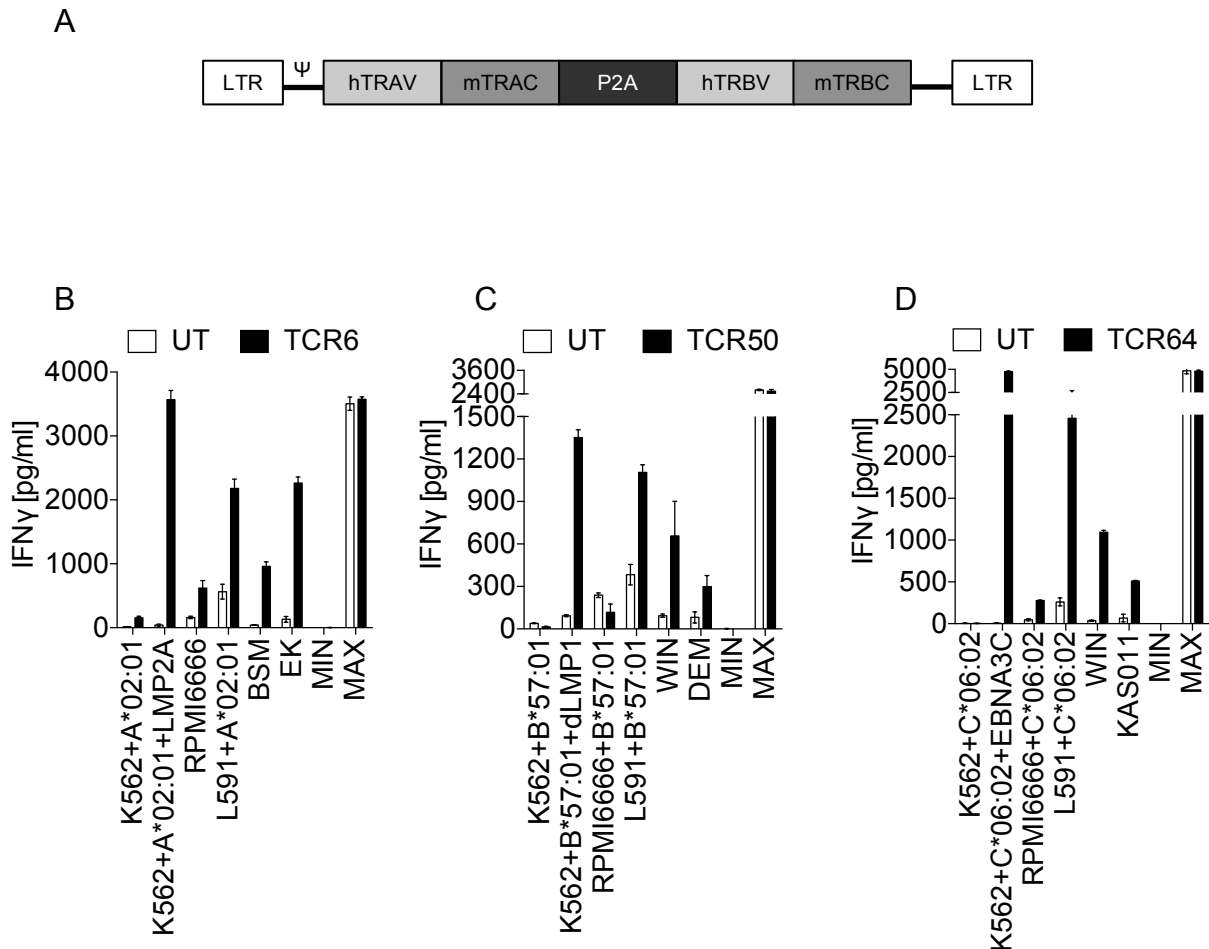 A
LTR Ψ hTRAV mTRAC P2A hTRBV mTRBC LTR
B
UT TCR6
IFNγ [pg/ml]
4000
3000
2000
1000
0
K562+A*02:01
K562+A*02:01+LMP2A
RPMI6666
L591+A*02:01
BSM
EK
MIN
MAX
C
UT TCR50
IFNγ [pg/ml]
3600
2400
1500
1200
900
600
300
0
K562+B*57:01
K562+B*57:01+dLMP1
RPMI6666+B*57:01
L591+B*57:01
WIN
DEM
MIN
MAX
D
UT TCR64
IFNγ [pg/ml]
5000
2500
2500
2000
1500
1000
500
0
K562+C*06:02
K562+C*06:02+EBNA3C
RPMI6666+C*06:02
L591+C*06:02
WIN
KAS011
MIN
MAX